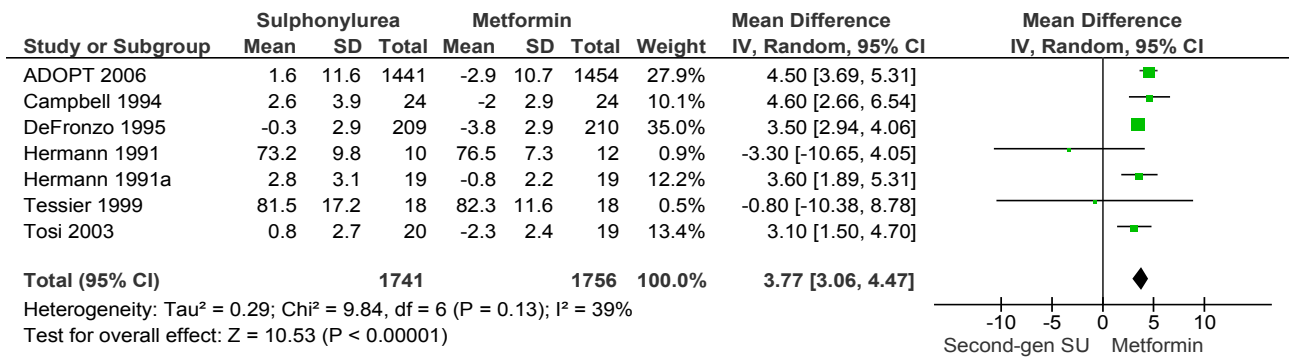 Sulphonylurea Metformin Mean Difference Mean Difference
Study or Subgroup Mean SD Total Mean SD Total Weight IV, Random, 95% CI IV, Random, 95% CI
ADOPT 2006 1.6 11.6 1441 -2.9 10.7 1454 27.9% 4.50 [3.69, 5.31]
Campbell 1994 2.6 3.9 24 -2 2.9 24 10.1% 4.60 [2.66, 6.54]
DeFronzo 1995 -0.3 2.9 209 -3.8 2.9 210 35.0% 3.50 [2.94, 4.06]
Hermann 1991 73.2 9.8 10 76.5 7.3 12 0.9% -3.30 [-10.65, 4.05]
Hermann 1991a 2.8 3.1 19 -0.8 2.2 19 12.2% 3.60 [1.89, 5.31]
Tessier 1999 81.5 17.2 18 82.3 11.6 18 0.5% -0.80 [-10.38, 8.78]
Tosi 2003 0.8 2.7 20 -2.3 2.4 19 13.4% 3.10 [1.50, 4.70]
Total (95% CI) 1741 1756 100.0% 3.77 [3.06, 4.47]
Heterogeneity: Tau² = 0.29; Chi² = 9.84, df = 6 (P = 0.13); I² = 39%
Test for overall effect: Z = 10.53 (P < 0.00001)
-10 -5 0 5 10
Second-gen SU Metformin